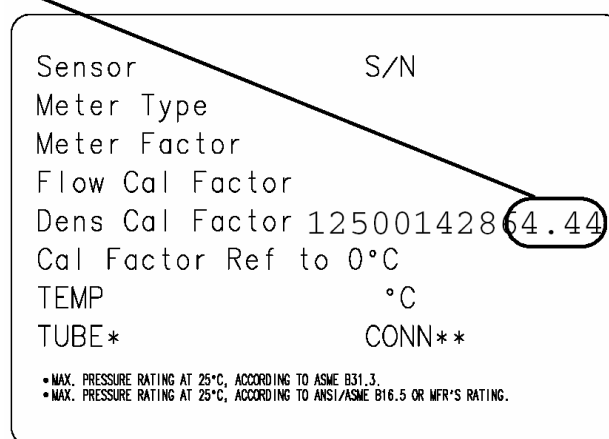 Sensor S/N
Meter Type
Meter Factor
Flow Cal Factor
Dens Cal Factor 12500142864.44
Cal Factor Ref to 0°C
TEMP °C
TUBE* CONN**
•MAX. PRESSURE RATING AT 25°C, ACCORDING TO ASME B31.3.
•MAX. PRESSURE RATING AT 25°C, ACCORDING TO ANSI/ASME B16.5 OR MFR'S RATING.